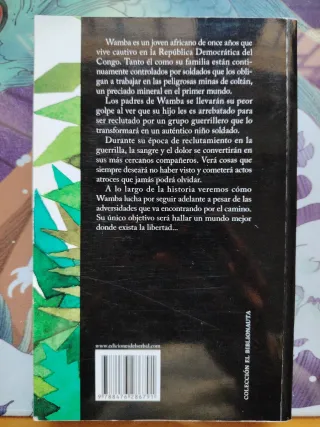 Wamba es un joven africano de once años que
vive cautivo en la República Democrática del
Congo. Tanto él como su familia están conti-
nuamente controlados por soldados que los obli-
gan a trabajar en las peligrosas minas de coltán,
un preciado mineral en el primer mundo.
Los padres de Wamba se llevarán su peor
golpe al ver que su hijo les es arrebatado para
ser reclutado por un grupo guerrillero que lo
transformará en un auténtico niño soldado.
Durante su época de reclutamiento en la
guerrilla, la sangre y el dolor se convertirán en
sus más cercanos compañeros. Verá cosas que
siempre deseará no haber visto y cometerá actos
atroces que jamás podrá olvidar.
A lo largo de la historia veremos cómo
Wamba lucha por seguir adelante a pesar de las
adversidades que va encontrando por el camino.
Su único objetivo será hallar un mundo mejor
donde exista la libertad...
COLECCIÓN EL BIBLIONAUTA